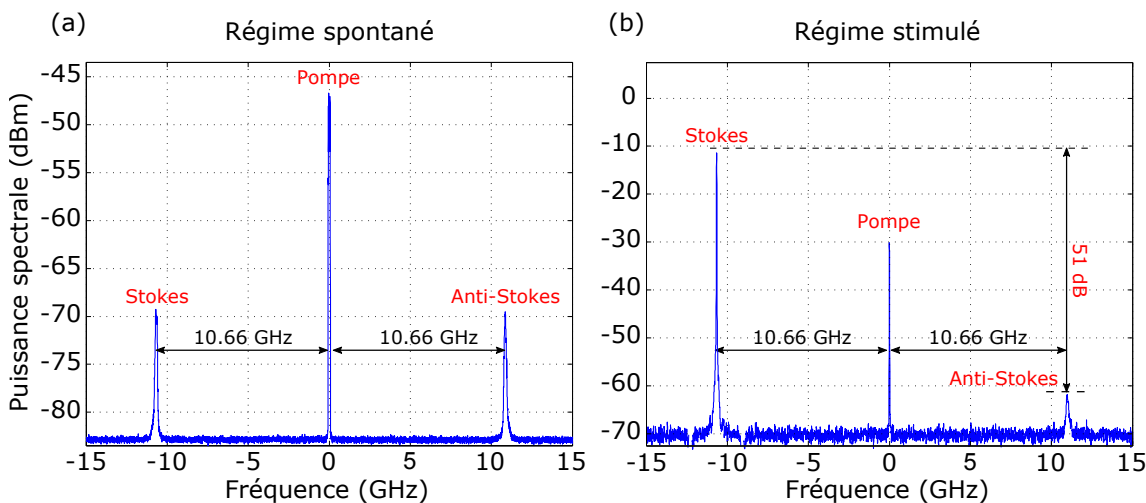 (a)
Régime spontané
Puissance spectrale (dBm)
-45
-50
-55
-60
-65
-70
-75
-80
Pompe
Stokes
Anti-Stokes
10.66 GHz
10.66 GHz
-15
-10
-5
0
5
10
15
Fréquence (GHz)
(b)
Régime stimulé
0
-10
-20
-30
-40
-50
-60
-70
Stokes
Pompe
51 dB
10.66 GHz
10.66 GHz
Anti-Stokes
-15
-10
-5
0
5
10
15
Fréquence (GHz)